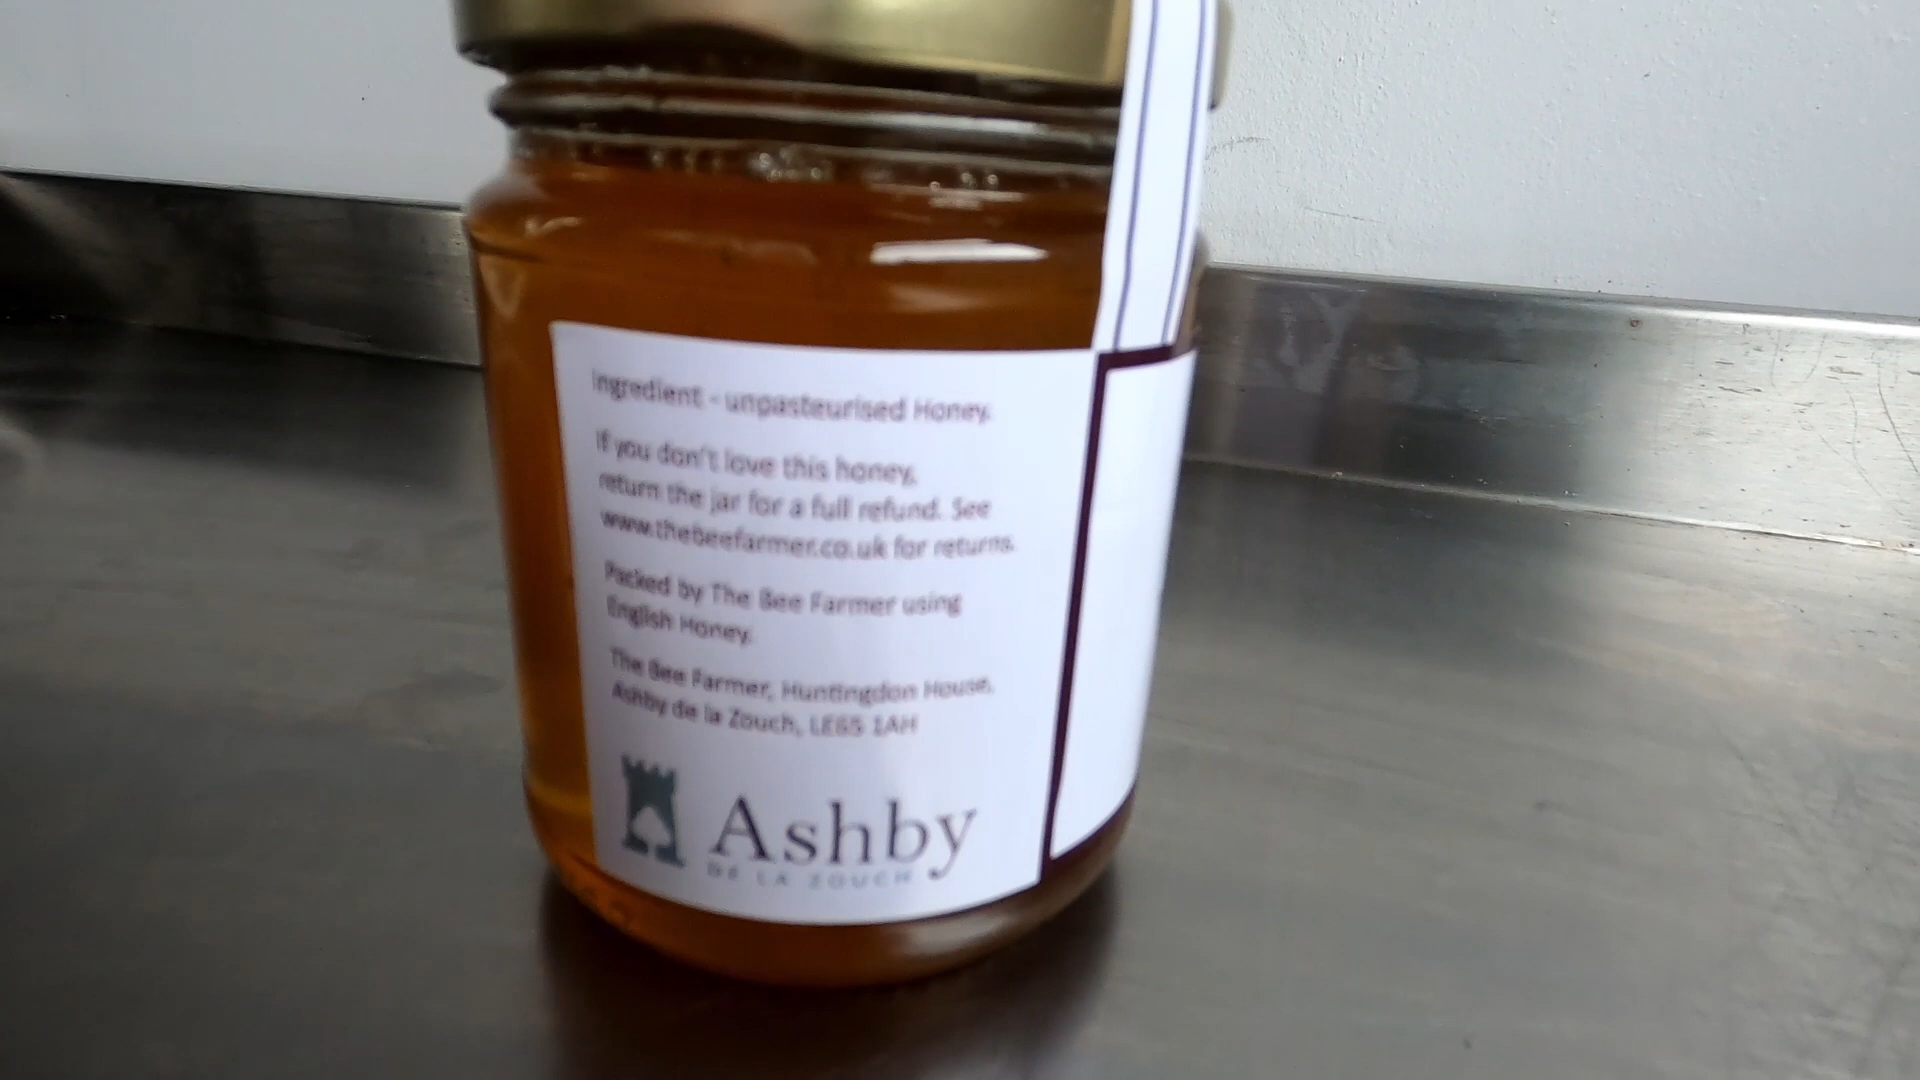 Ingredient - unpasteurised Honey.
If you don't love this honey,
return the jar for a full refund. See
www.thebeefarmer.co.uk for returns.
Packed by The Bee Farmer using
English Honey.
The Bee Farmer, Huntingdon House,
Ashby de la Zouch, LE65 1AH
Ashby
DE LA ZOUCH